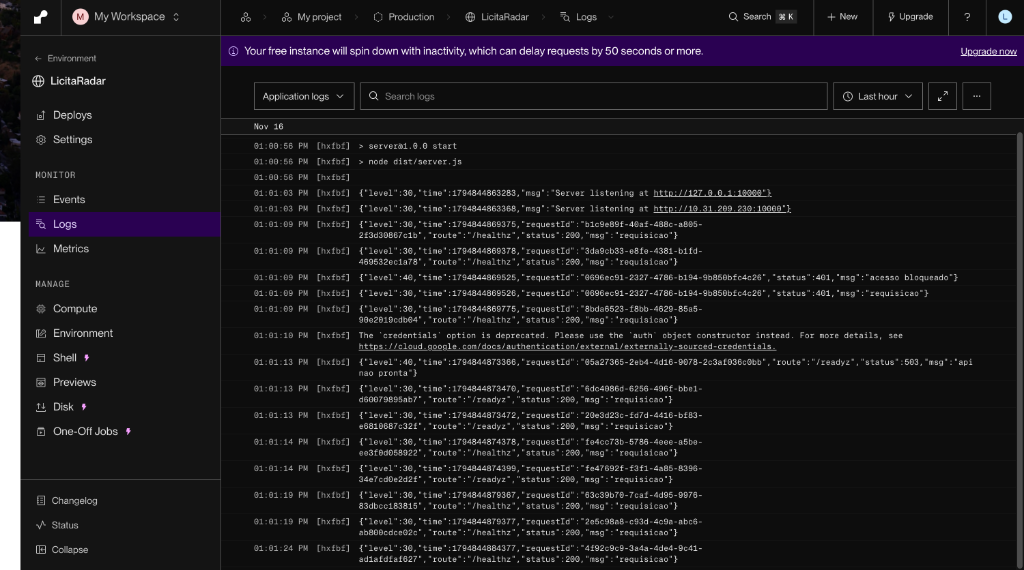 M My Workspace
My project
Production
LicitaRadar
Logs
Search ⌘ K
+ New
Upgrade
?
L
Your free instance will spin down with inactivity, which can delay requests by 50 seconds or more.
Upgrade now
← Environment
LicitaRadar
Deploys
Settings
MONITOR
Events
Logs
Metrics
MANAGE
Compute
Environment
Shell
Previews
Disk
One-Off Jobs
Changelog
Status
Collapse
Application logs
Search logs
Last hour
...
Nov 16
01:00:56 PM [hxfbf] > server@1.0.0 start
01:00:56 PM [hxfbf] > node dist/server.js
01:00:56 PM [hxfbf]
01:01:03 PM [hxfbf] {"level":30,"time":1794844863283,"msg":"Server listening at http://127.0.0.1:10000"}
01:01:03 PM [hxfbf] {"level":30,"time":1794844863368,"msg":"Server listening at http://10.31.209.230:10000"}
01:01:09 PM [hxfbf] {"level":30,"time":1794844869375,"requestId":"b1c9e89f-40af-488c-a805-
2f3d30867c1b","route":"/healthz","status":200,"msg":"requisicao"}
01:01:09 PM [hxfbf] {"level":30,"time":1794844869378,"requestId":"3da9cb33-e8fe-4381-b1fd-
469532ec1a78","route":"/healthz","status":200,"msg":"requisicao"}
01:01:09 PM [hxfbf] {"level":40,"time":1794844869525,"requestId":"0696ec91-2327-4786-b194-9b850bfc4c26","status":401,"msg":"acesso bloqueado"}
01:01:09 PM [hxfbf] {"level":30,"time":1794844869526,"requestId":"0696ec91-2327-4786-b194-9b850bfc4c26","status":401,"msg":"requisicao"}
01:01:09 PM [hxfbf] {"level":30,"time":1794844869775,"requestId":"8bda6523-f8bb-4629-85a5-
90e2019cdb04","route":"/healthz","status":200,"msg":"requisicao"}
01:01:10 PM [hxfbf] The `credentials` option is deprecated. Please use the `auth` object constructor instead. For more details, see
https://cloud.google.com/docs/authentication/external/externally-sourced-credentials.
01:01:13 PM [hxfbf] {"level":40,"time":1794844873366,"requestId":"05a27365-2eb4-4d16-9078-2c3af036c0bb","route":"/readyz","status":503,"msg":"api
nao pronta"}
01:01:13 PM [hxfbf] {"level":30,"time":1794844873470,"requestId":"6dc4086d-6256-496f-bbe1-
d60079895ab7","route":"/readyz","status":200,"msg":"requisicao"}
01:01:13 PM [hxfbf] {"level":30,"time":1794844873472,"requestId":"20e3d23c-fd7d-4416-bf83-
e6810687c32f","route":"/readyz","status":200,"msg":"requisicao"}
01:01:14 PM [hxfbf] {"level":30,"time":1794844874378,"requestId":"fe4cc73b-5786-4eee-a5be-
ee3f0d058922","route":"/healthz","status":200,"msg":"requisicao"}
01:01:14 PM [hxfbf] {"level":30,"time":1794844874399,"requestId":"fe47692f-f3f1-4a85-8396-
34e7cd0e2d2f","route":"/readyz","status":200,"msg":"requisicao"}
01:01:19 PM [hxfbf] {"level":30,"time":1794844879367,"requestId":"63c39b70-7caf-4d95-9976-
83dbcc183815","route":"/healthz","status":200,"msg":"requisicao"}
01:01:19 PM [hxfbf] {"level":30,"time":1794844879377,"requestId":"2e5c98a8-c93d-4c9a-abc6-
ab800cdce02c","route":"/healthz","status":200,"msg":"requisicao"}
01:01:24 PM [hxfbf] {"level":30,"time":1794844884377,"requestId":"4f92c9c9-3a4a-4de4-9c41-
ad1afdfaf627","route":"/healthz","status":200,"msg":"requisicao"}